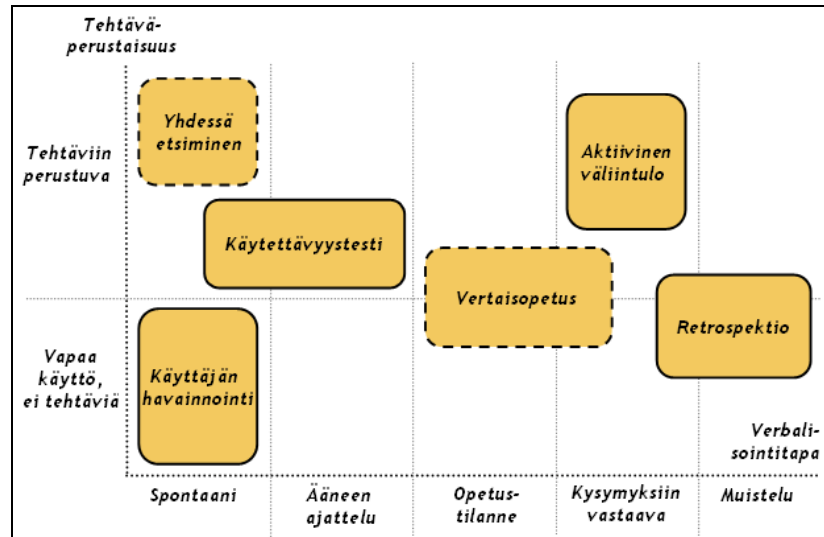 Tehtävä-
perustaisuus
Yhdessä
etsiminen
Tehtäviin
perustuva
Aktiivinen
väliintulo
Käytettävyystesti
Vertaisopetus
Retrospektio
Vapaa
käyttö,
ei tehtäviä
Käyttäjän
havainnointi
Verbali-
sointitapa
Spontaani
Ääneen
ajattelu
Opetus-
tilanne
Kysymyksiin
vastaava
Muistelu